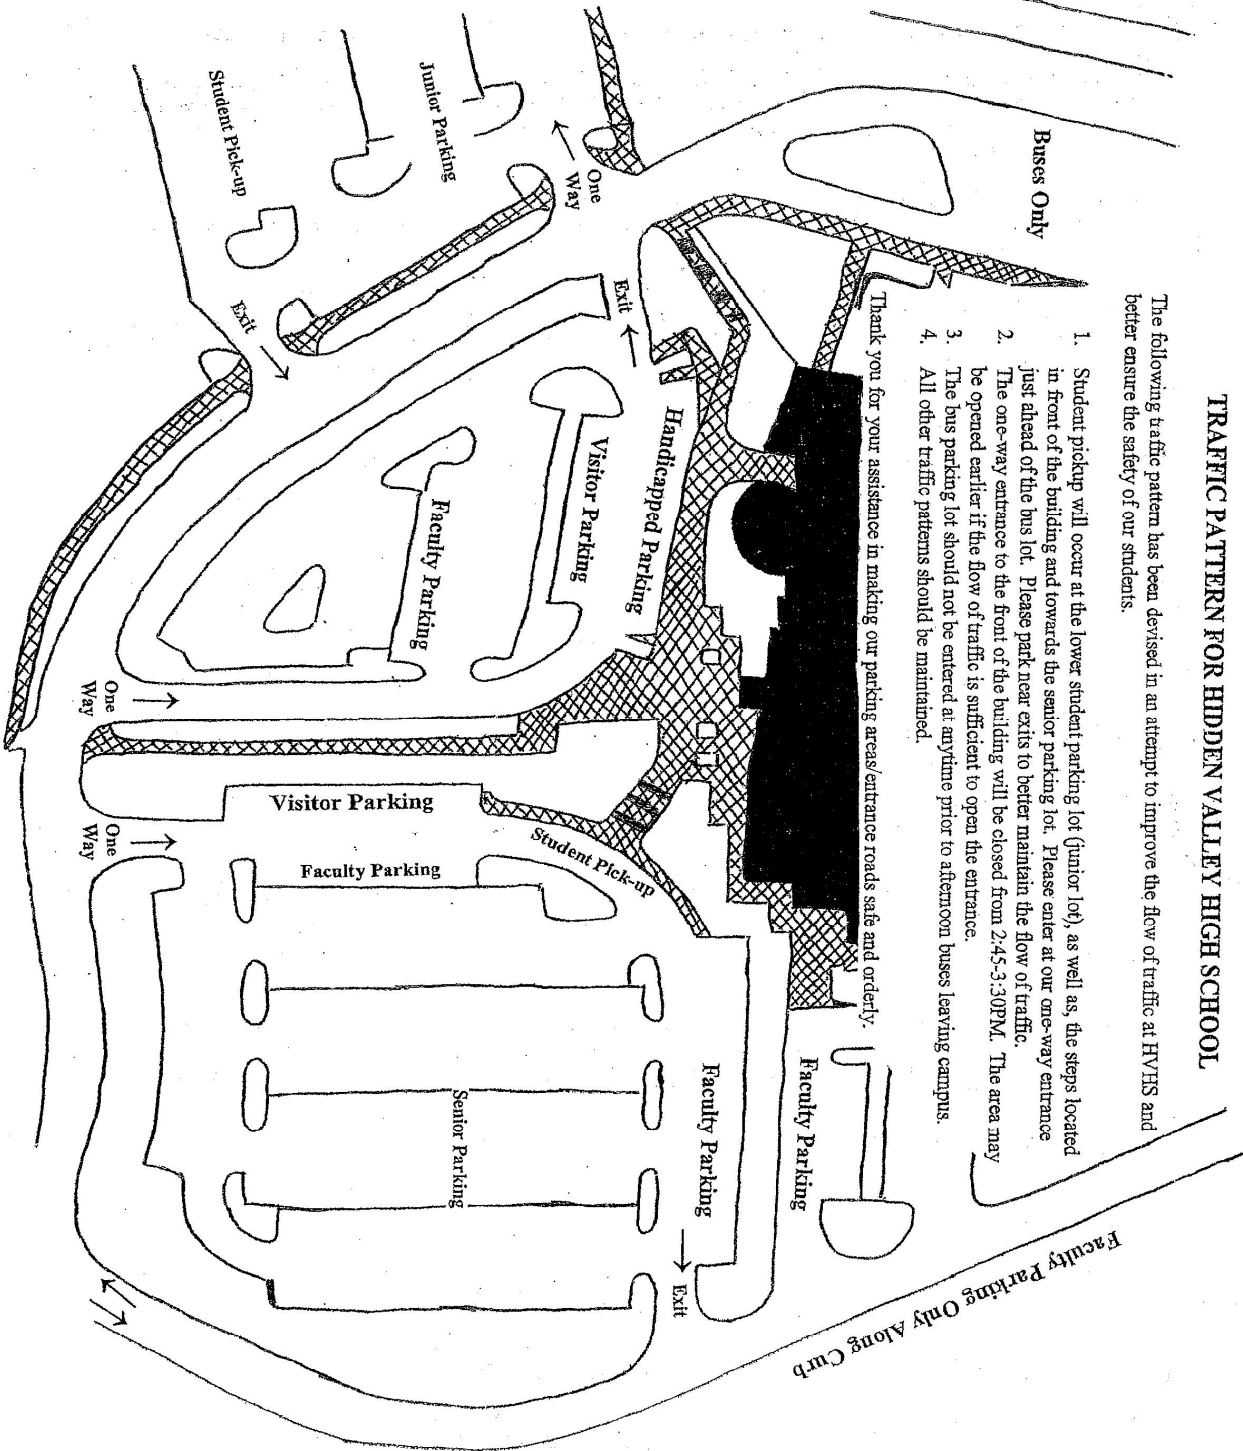 TRAFFIC PATTERN FOR HIDDEN VALLEY HIGH SCHOOL
The following traffic pattern has been devised in an attempt to improve the flow of traffic at HVHS and
better ensure the safety of our students.
1. Student pickup will occur at the lower student parking lot (junior lot), as well as, the steps located
in front of the building and towards the senior parking lot. Please enter at our one-way entrance
just ahead of the bus lot. Please park near exits to better maintain the flow of traffic.
2. The one-way entrance to the front of the building will be closed from 2:45-3:30PM. The area may
be opened earlier if the flow of traffic is sufficient to open the entrance.
3. The bus parking lot should not be entered at anytime prior to afternoon buses leaving campus.
4. All other traffic patterns should be maintained.
Thank you for your assistance in making our parking areas/entrance roads safe and orderly.
Buses Only
Faculty Parking Only Along Curb
Faculty Parking
Faculty Parking
Exit
Handicapped Parking
Exit
One
Way
Visitor Parking
Student Pick-up
Junior Parking
Faculty Parking
Senior Parking
Visitor Parking
Faculty Parking
Student Pick-up
Exit
One
Way
One
Way